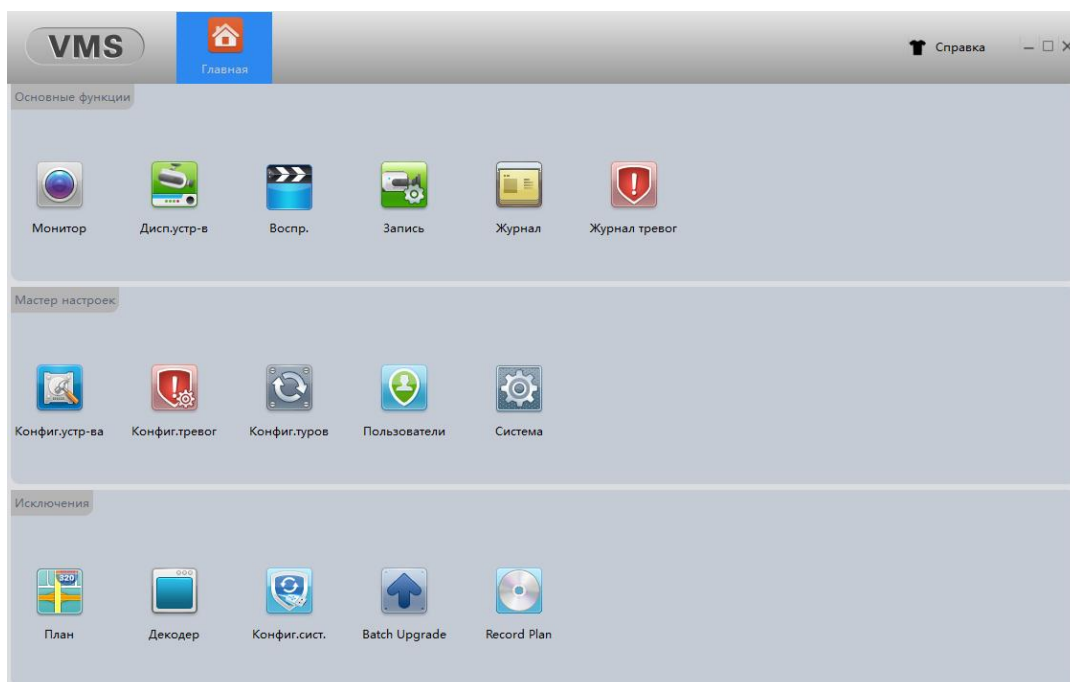 VMS
Главная
Справка
Основные функции
Монитор
Дисп.устр-в
Воспр.
Запись
Журнал
Журнал тревог
Мастер настроек
Конфиг.устр-ва
Конфиг.тревог
Конфиг.туров
Пользователи
Система
Исключения
320
План
Декодер
Конфиг.сист.
Batch Upgrade
Record Plan